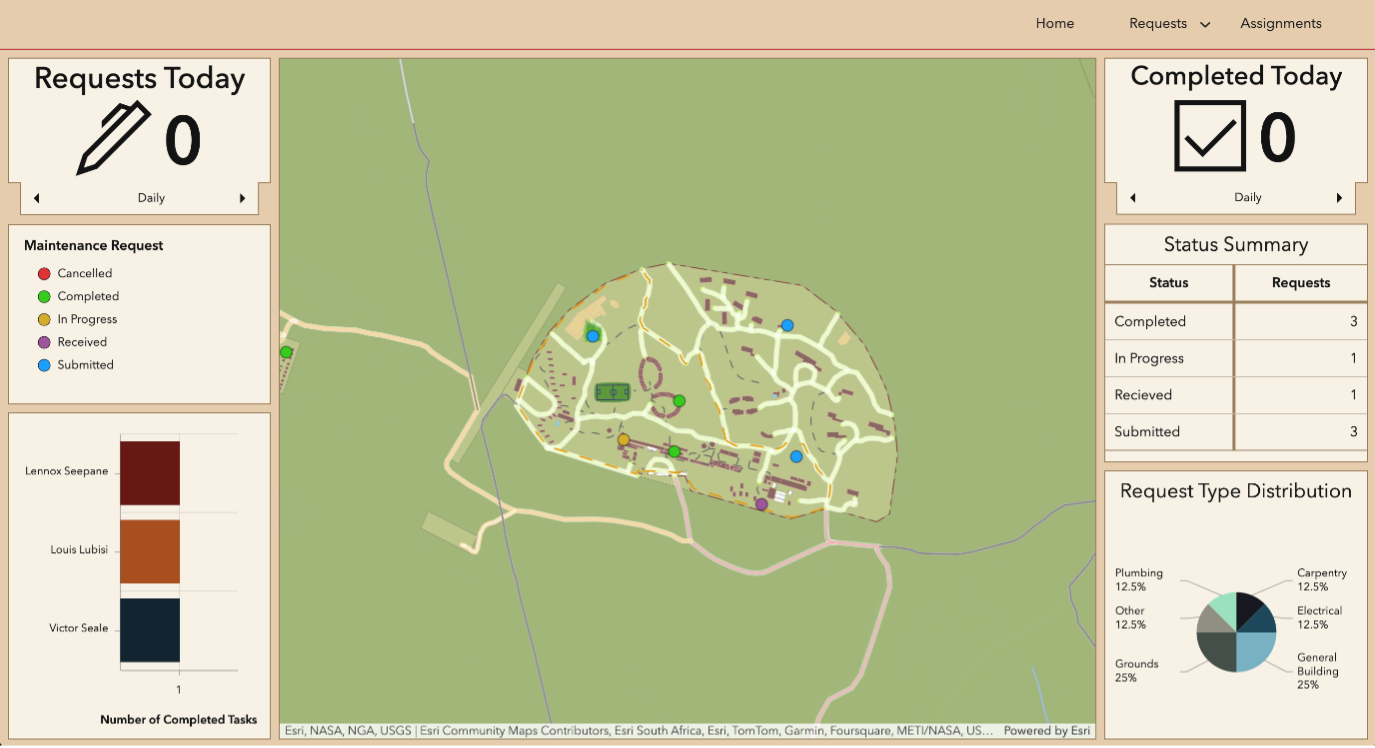 Home Requests Assignments
Requests Today
0
Daily
Maintenance Request
Cancelled
Completed
In Progress
Received
Submitted
Lennox Seepane
Louis Lubisi
Victor Seale
1
Number of Completed Tasks
Esri, NASA, NGA, USGS | Esri Community Maps Contributors, Esri South Africa, Esri, TomTom, Garmin, Foursquare, METI/NASA, US... Powered by Esri
Completed Today
0
Daily
Status Summary
Status Requests
Completed 3
In Progress 1
Recieved 1
Submitted 3
Request Type Distribution
Plumbing
12.5%
Other
12.5%
Grounds
25%
Carpentry
12.5%
Electrical
12.5%
General
Building
25%